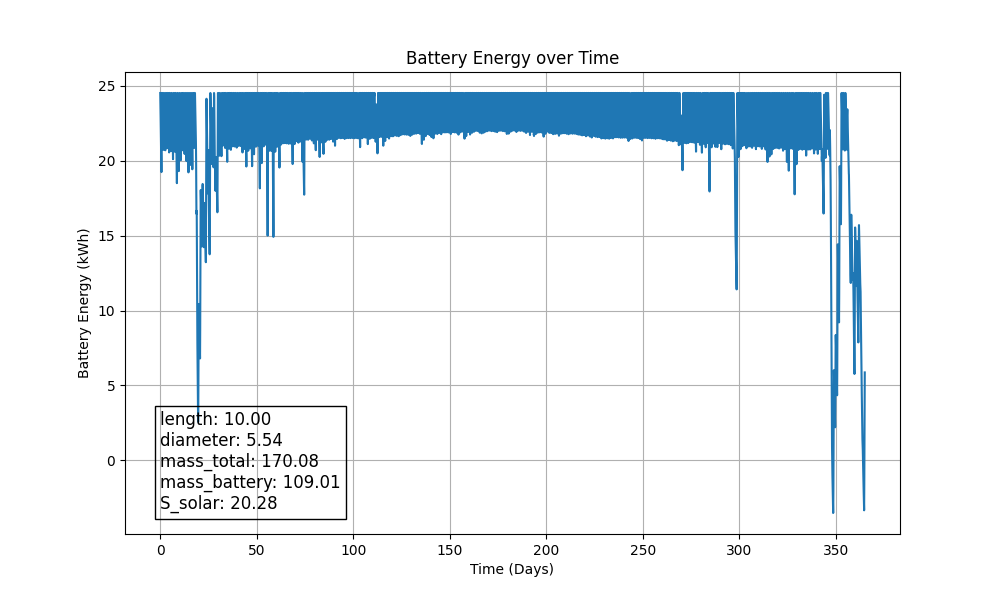 Battery Energy over Time
Battery Energy (kWh)
25
20
15
10
5
0
length: 10.00
diameter: 5.54
mass_total: 170.08
mass_battery: 109.01
S_solar: 20.28
0 50 100 150 200 250 300 350
Time (Days)